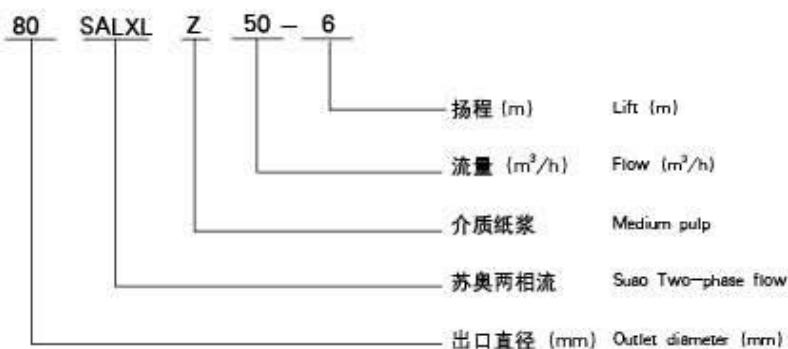 80 SALXL Z 50 - 6
扬程 (m) Lift (m)
流量 (m³/h) Flow (m³/h)
介质纸浆 Medium pulp
苏奥两相流 Suao Two-phase flow
出口直径 (mm) Outlet diameter (mm)